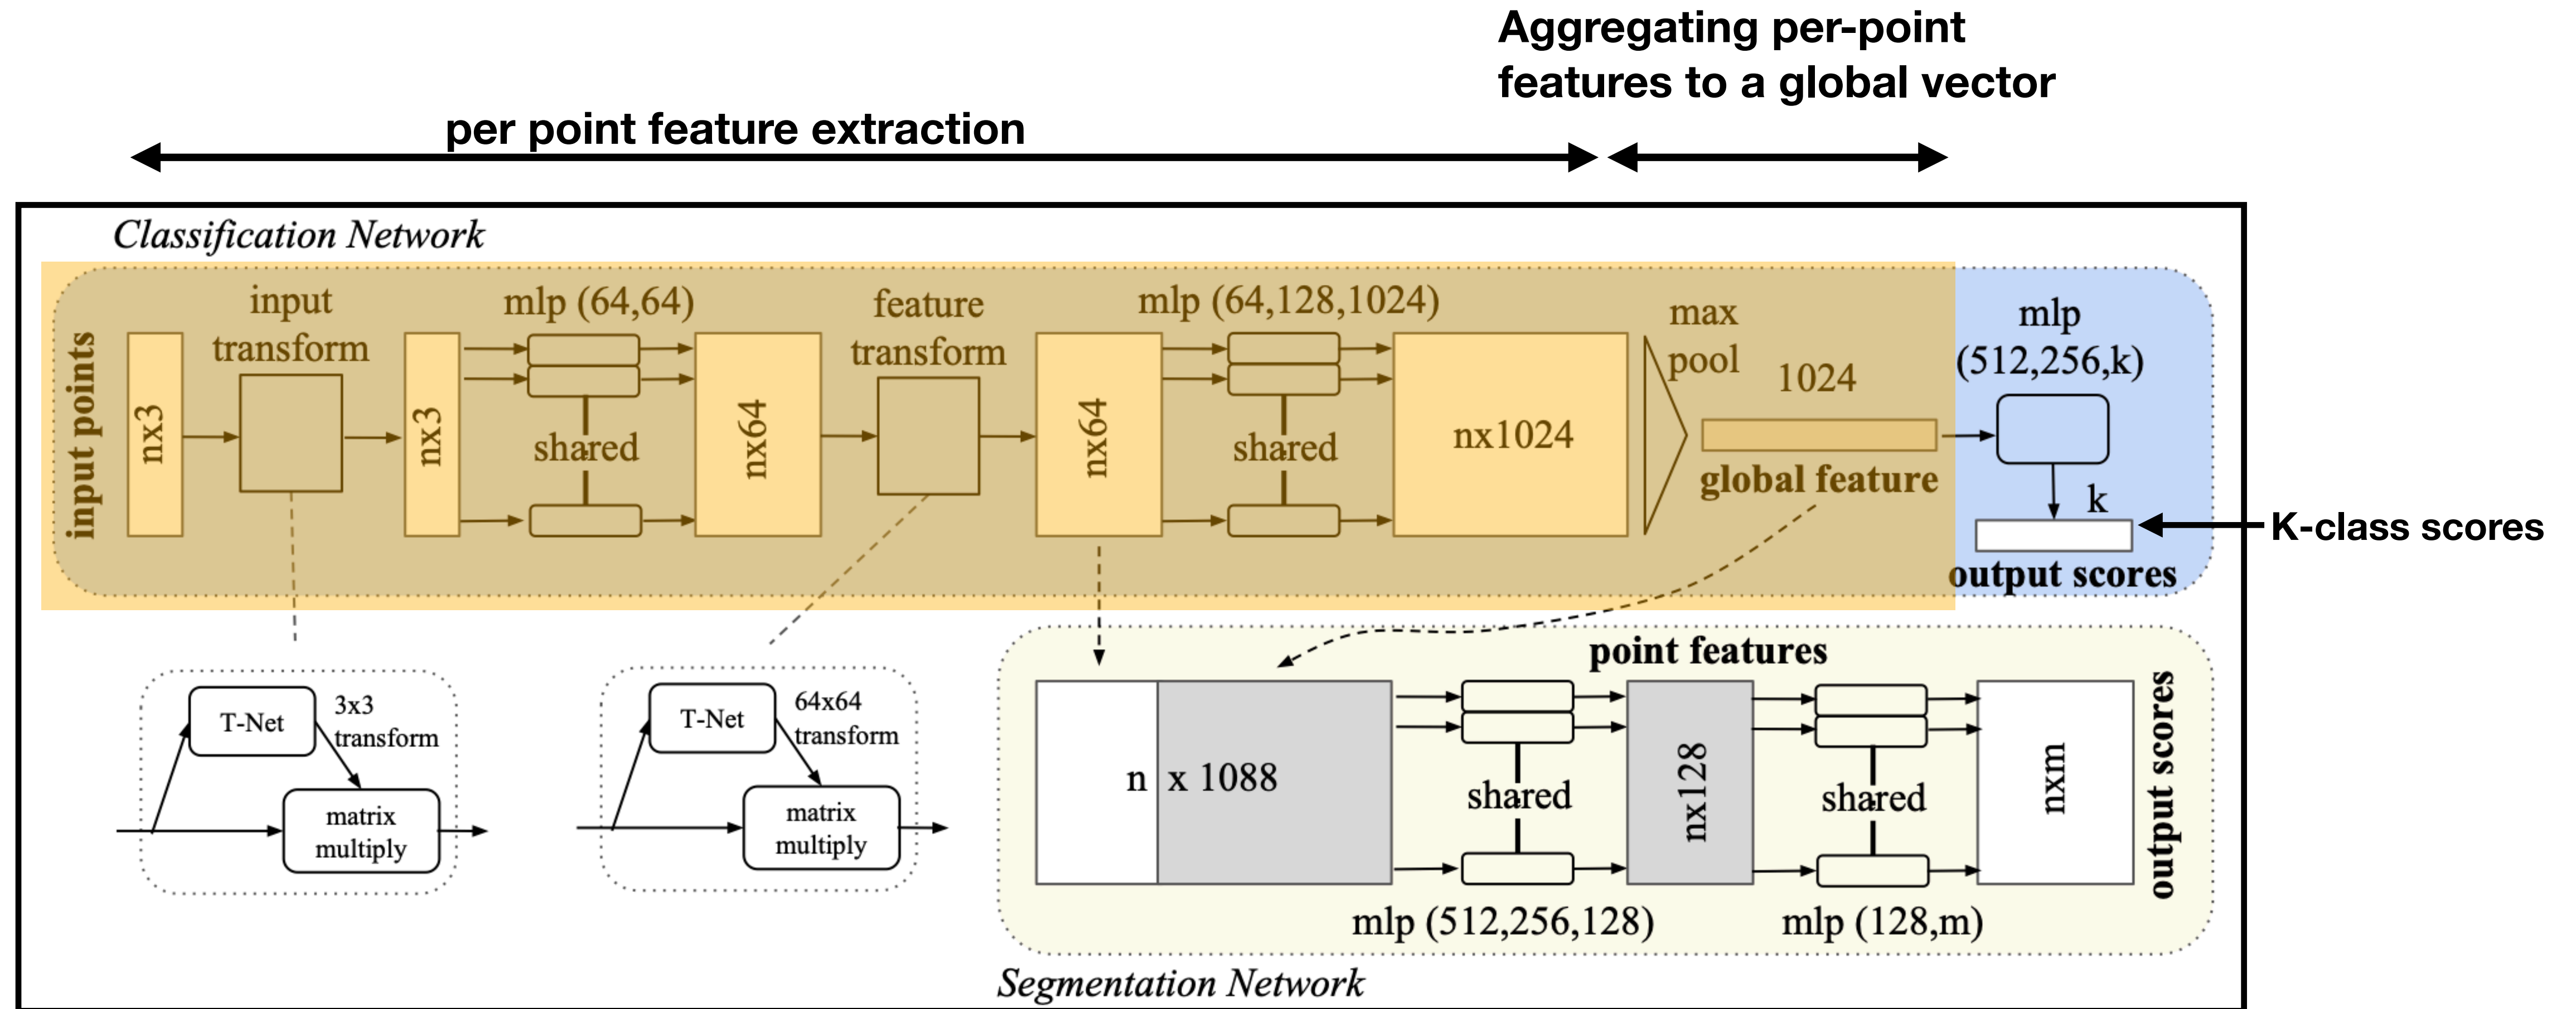 Aggregating per-point
features to a global vector
per point feature extraction
Classification Network
input points
nx3
input
transform
nx3
mlp (64,64)
shared
nx64
feature
transform
nx64
mlp (64,128,1024)
shared
nx1024
max
pool
1024
global feature
mlp
(512,256,k)
k
output scores
K-class scores
T-Net
3x3
transform
matrix
multiply
T-Net
64x64
transform
matrix
multiply
point features
n x 1088
shared
mlp (512,256,128)
nx128
shared
mlp (128,m)
nxm
output scores
Segmentation Network